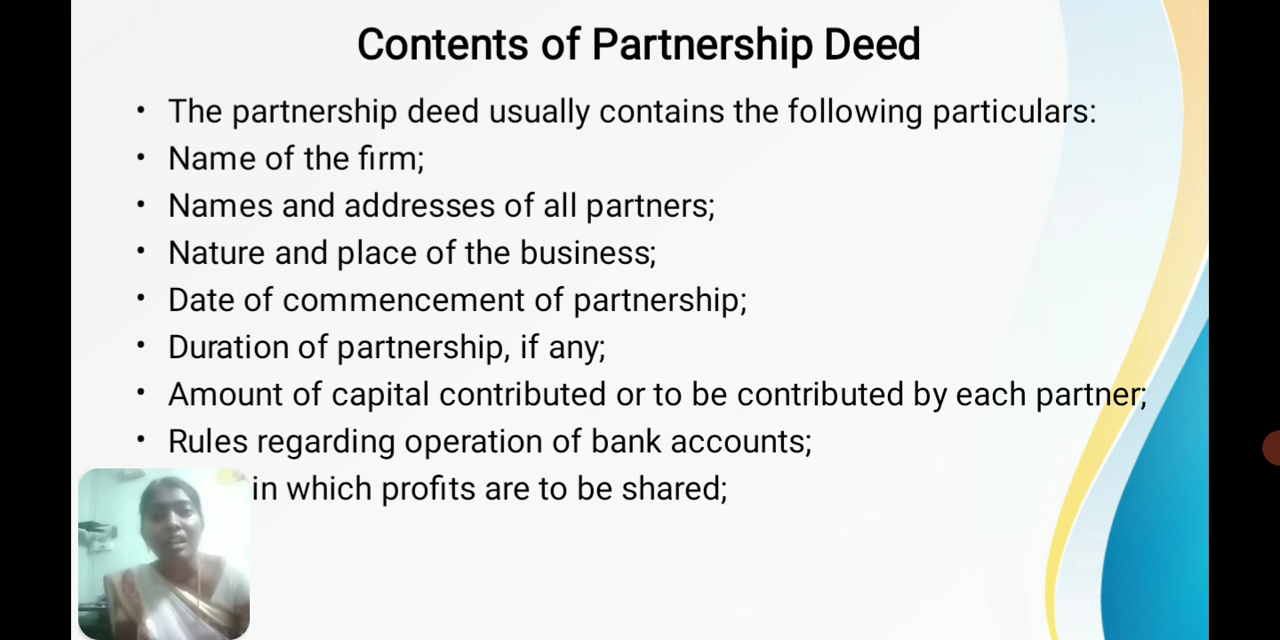 Contents of Partnership Deed
• The partnership deed usually contains the following particulars:
• Name of the firm;
• Names and addresses of all partners;
• Nature and place of the business;
• Date of commencement of partnership;
• Duration of partnership, if any;
• Amount of capital contributed or to be contributed by each partner;
• Rules regarding operation of bank accounts;
in which profits are to be shared;